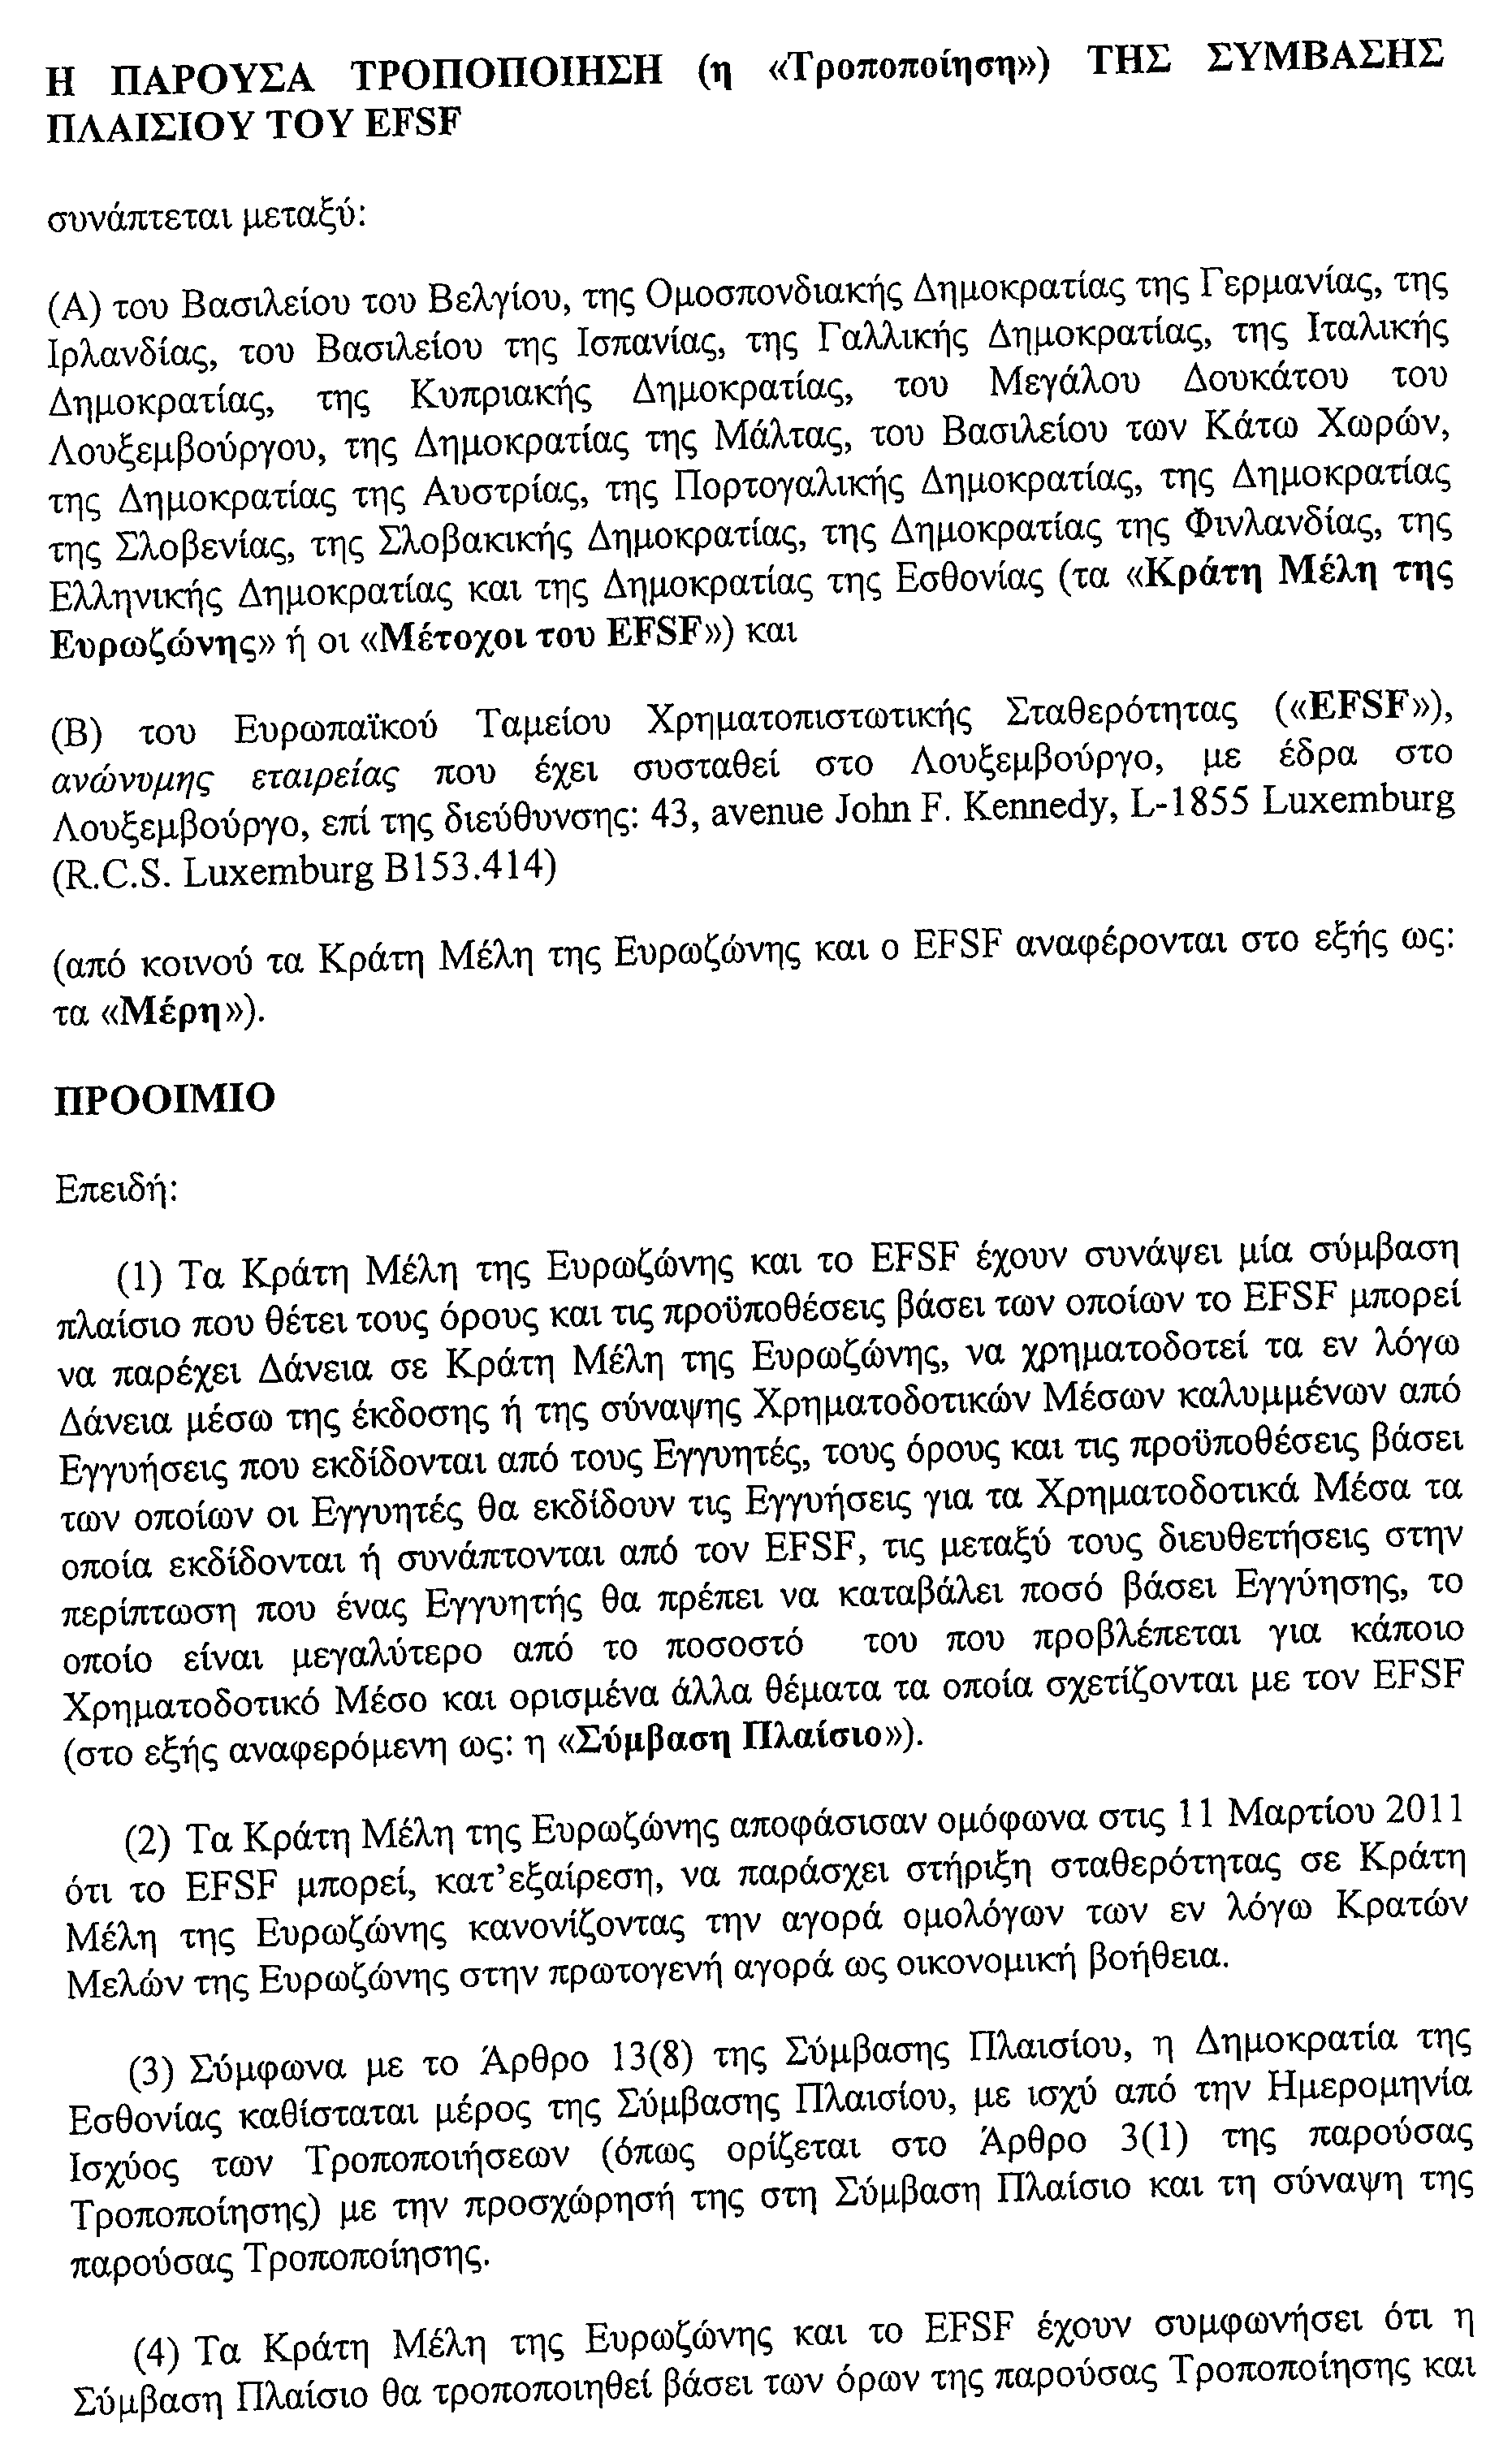 Η ΠΑΡΟΥΣΑ ΤΡΟΠΟΠΟΙΗΣΗ (η «Τροποποίηση») ΤΗΣ ΣΥΜΒΑΣΗΣ
ΠΛΑΙΣΙΟΥ ΤΟΥ EFSF
συνάπτεται μεταξύ:
(Α) του Βασιλείου του Βελγίου, της Ομοσπονδιακής Δημοκρατίας της Γερμανίας, της
Ιρλανδίας, του Βασιλείου της Ισπανίας, της Γαλλικής Δημοκρατίας, της Ιταλικής
Δημοκρατίας, της Κυπριακής Δημοκρατίας, του Μεγάλου Δουκάτου του
Λουξεμβούργου, της Δημοκρατίας της Μάλτας, του Βασιλείου των Κάτω Χωρών,
της Δημοκρατίας της Αυστρίας, της Πορτογαλικής Δημοκρατίας, της Δημοκρατίας
της Σλοβενίας, της Σλοβακικής Δημοκρατίας, της Δημοκρατίας της Φινλανδίας, της
Ελληνικής Δημοκρατίας και της Δημοκρατίας της Εσθονίας (τα «Κράτη Μέλη της
Ευρωζώνης» ή οι «Μέτοχοι του EFSF») και
(Β) του Ευρωπαϊκού Ταμείου Χρηματοπιστωτικής Σταθερότητας («EFSF»),
ανώνυμης εταιρείας που έχει συσταθεί στο Λουξεμβούργο, με έδρα στο
Λουξεμβούργο, επί της διεύθυνσης: 43, avenue John F. Kennedy, L-1855 Luxemburg
(R.C.S. Luxemburg B153.414)
(από κοινού τα Κράτη Μέλη της Ευρωζώνης και ο EFSF αναφέρονται στο εξής ως:
τα «Μέρη»).
ΠΡΟΟΙΜΙΟ
Επειδή:
(1) Τα Κράτη Μέλη της Ευρωζώνης και το EFSF έχουν συνάψει μία σύμβαση
πλαίσιο που θέτει τους όρους και τις προϋποθέσεις βάσει των οποίων το EFSF μπορεί
να παρέχει Δάνεια σε Κράτη Μέλη της Ευρωζώνης, να χρηματοδοτεί τα εν λόγω
Δάνεια μέσω της έκδοσης ή της σύναψης Χρηματοδοτικών Μέσων καλυμμένων από
Εγγυήσεις που εκδίδονται από τους Εγγυητές, τους όρους και τις προϋποθέσεις βάσει
των οποίων οι Εγγυητές θα εκδίδουν τις Εγγυήσεις για τα Χρηματοδοτικά Μέσα τα
οποία εκδίδονται ή συνάπτονται από τον EFSF, τις μεταξύ τους διευθετήσεις στην
περίπτωση που ένας Εγγυητής θα πρέπει να καταβάλει ποσό βάσει Εγγύησης, το
οποίο είναι μεγαλύτερο από το ποσοστό του που προβλέπεται για κάποιο
Χρηματοδοτικό Μέσο και ορισμένα άλλα θέματα τα οποία σχετίζονται με τον EFSF
(στο εξής αναφερόμενη ως: η «Σύμβαση Πλαίσιο»).
(2) Τα Κράτη Μέλη της Ευρωζώνης αποφάσισαν ομόφωνα στις 11 Μαρτίου 2011
ότι το EFSF μπορεί, κατ’εξαίρεση, να παράσχει στήριξη σταθερότητας σε Κράτη
Μέλη της Ευρωζώνης κανονίζοντας την αγορά ομολόγων των εν λόγω Κρατών
Μελών της Ευρωζώνης στην πρωτογενή αγορά ως οικονομική βοήθεια.
(3) Σύμφωνα με το Άρθρο 13(8) της Σύμβασης Πλαισίου, η Δημοκρατία της
Εσθονίας καθίσταται μέρος της Σύμβασης Πλαισίου, με ισχύ από την Ημερομηνία
Ισχύος των Τροποποιήσεων (όπως ορίζεται στο Άρθρο 3(1) της παρούσας
Τροποποίησης) με την προσχώρησή της στη Σύμβαση Πλαίσιο και τη σύναψη της
παρούσας Τροποποίησης.
(4) Τα Κράτη Μέλη της Ευρωζώνης και το EFSF έχουν συμφωνήσει ότι η
Σύμβαση Πλαίσιο θα τροποποιηθεί βάσει των όρων της παρούσας Τροποποίησης και